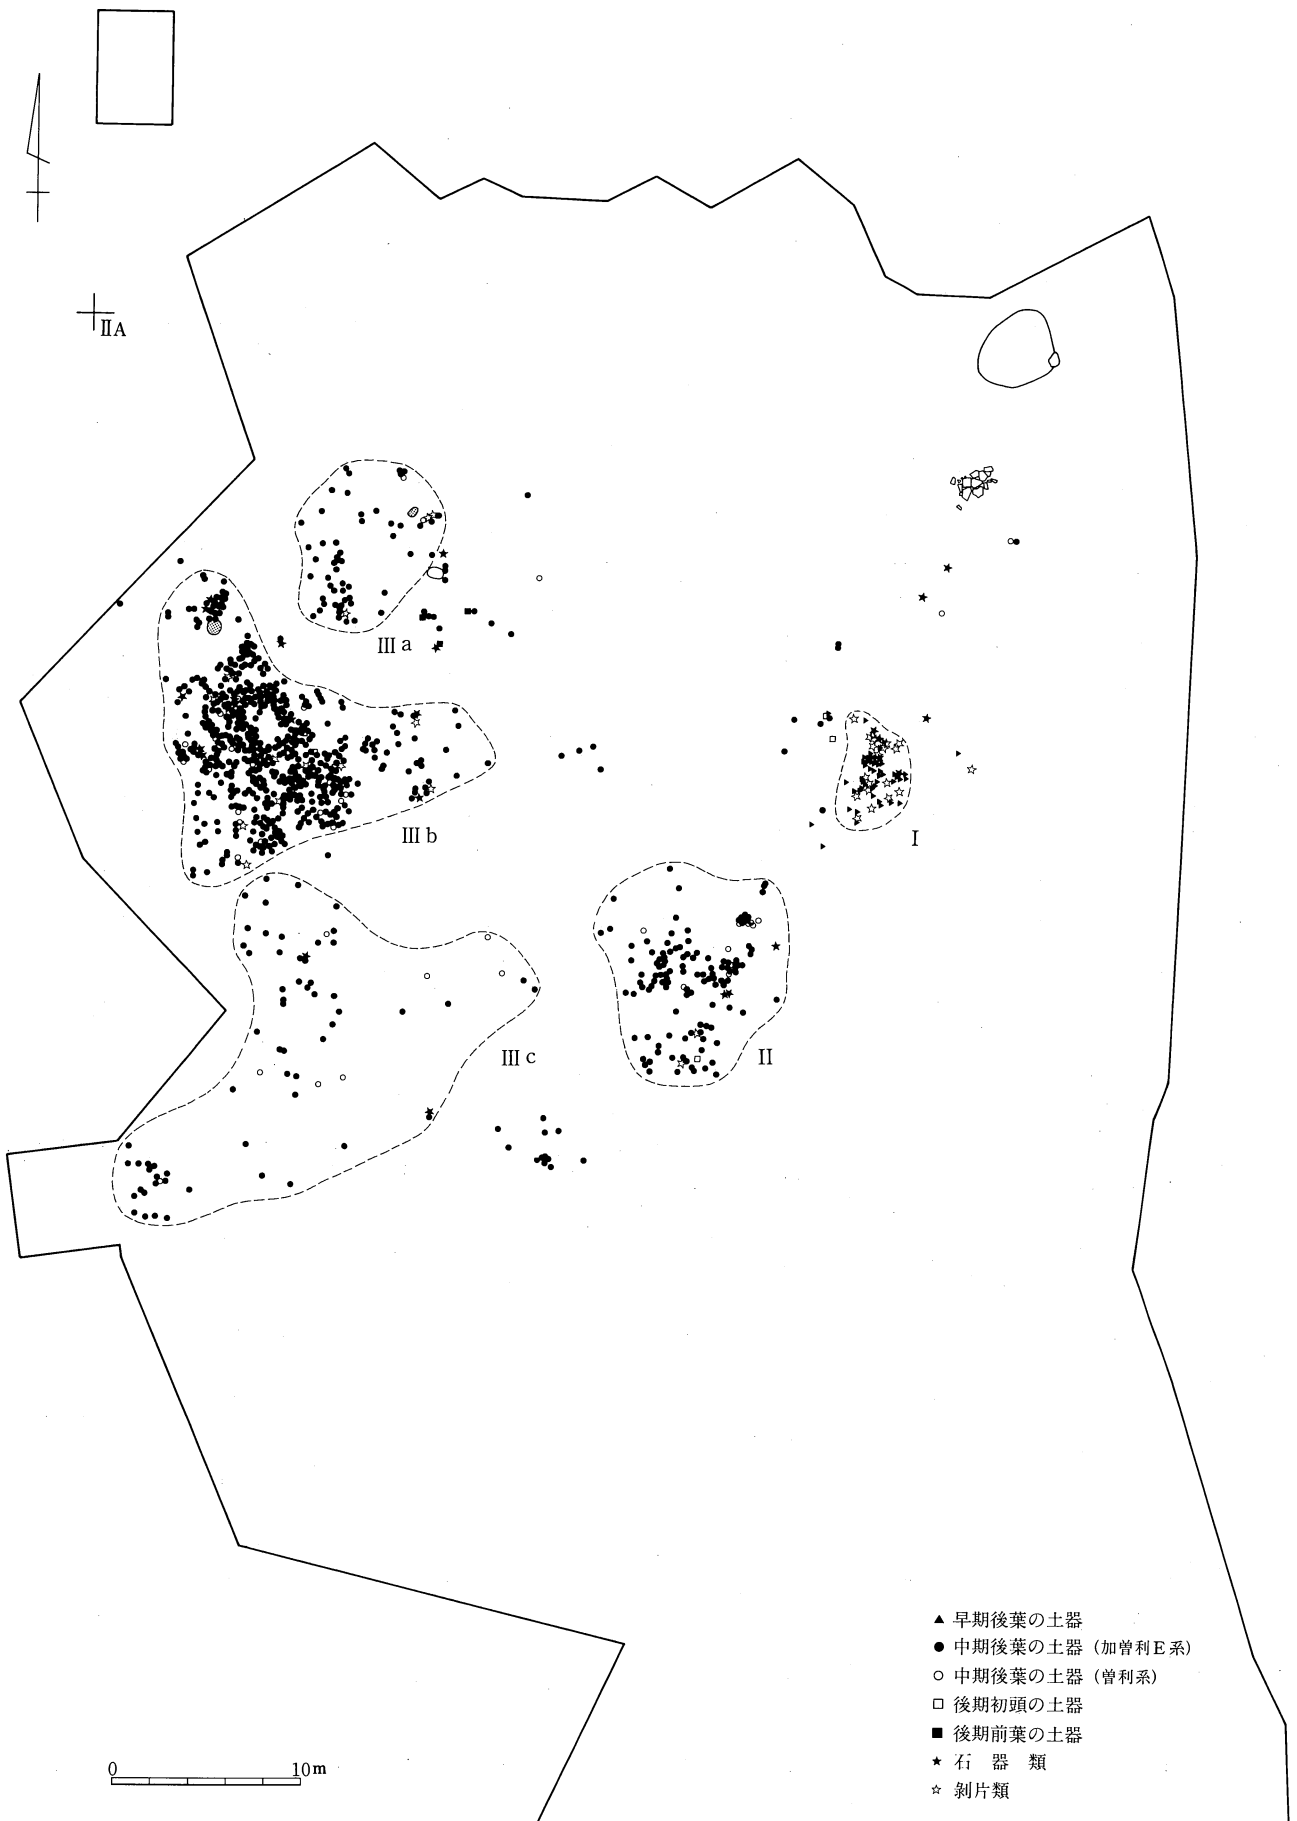 ⅡA
Ⅲa
Ⅲb
Ⅰ
Ⅲc
Ⅱ
▲ 早期後葉の土器
● 中期後葉の土器（加曽利E系）
○ 中期後葉の土器（曽利系）
□ 後期初頭の土器
■ 後期前葉の土器
★ 石器類
☆ 剝片類
0 10m